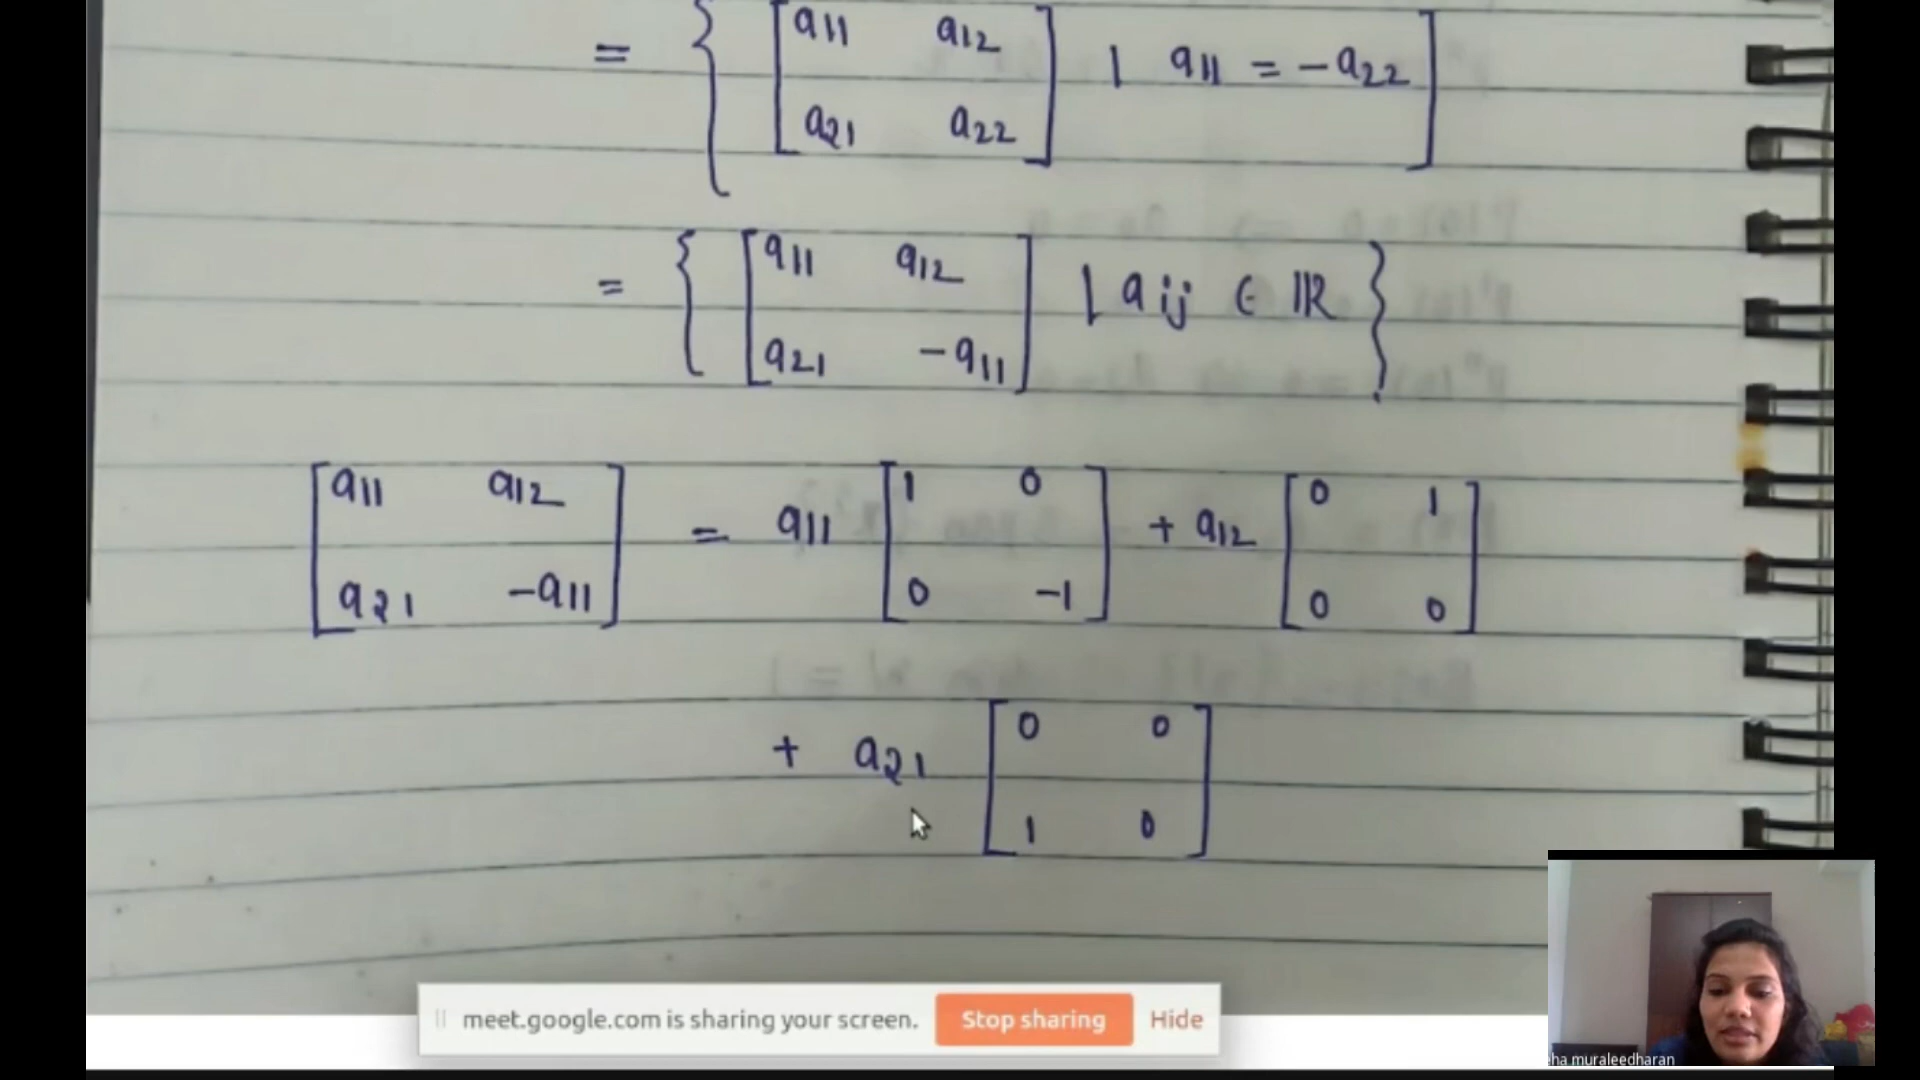 = { [ a11 a12
a21 a22 ] | a11 = -a22 ]
= { [ a11 a12
a21 -a11 ] | aij ∈ ℝ }
[ a11 a12
a21 -a11 ] = a11 [ 1 0
0 -1 ] + a12 [ 0 1
0 0 ]
+ a21 [ 0 0
1 0 ]
meet.google.com is sharing your screen. Stop sharing Hide
eha muraleedharan